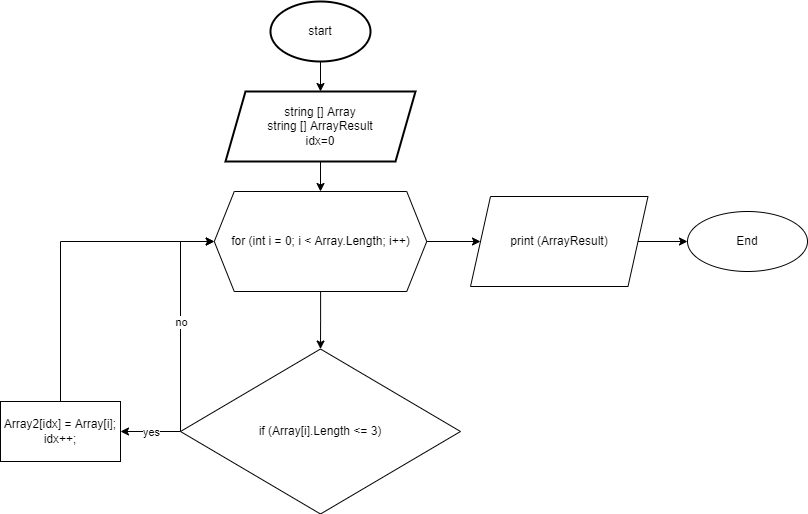 start
string [] Array
string [] ArrayResult
idx=0
for (int i = 0; i < Array.Length; i++)
print (ArrayResult)
End
no
Array2[idx] = Array[i];
idx++;
yes
if (Array[i].Length <= 3)